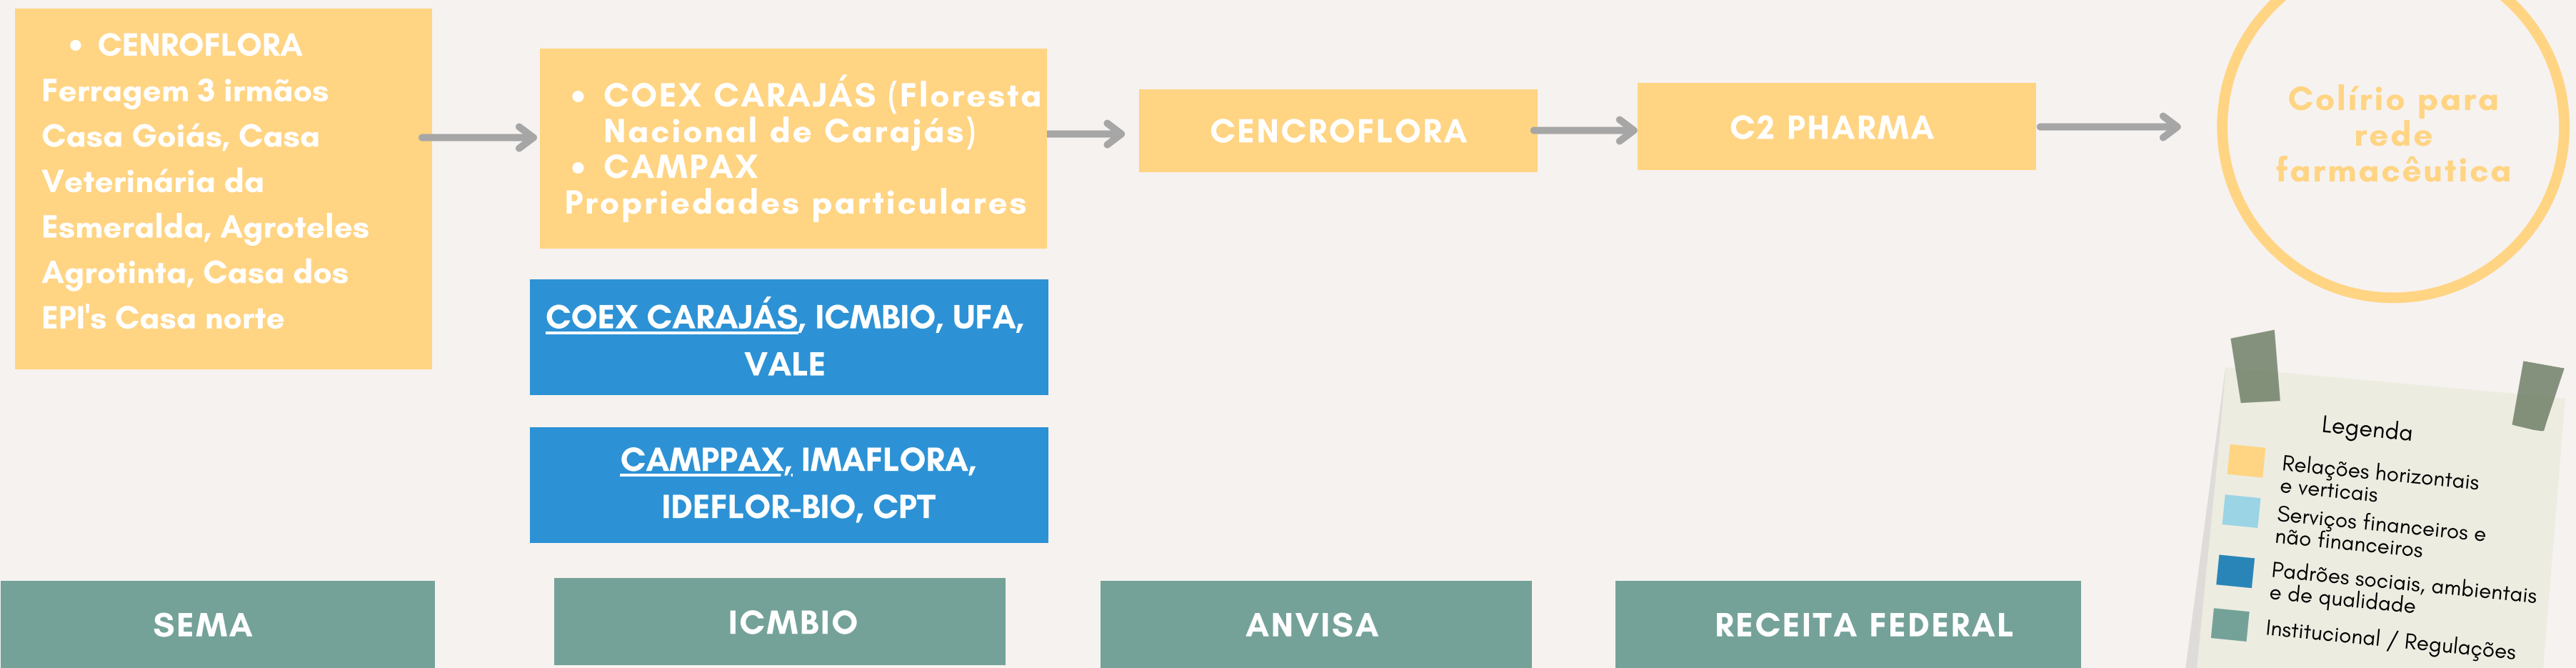 • CENROFLORA
Ferragem 3 irmãos
Casa Goiás, Casa
Veterinária da
Esmeralda, Agroteles
Agrotinta, Casa dos
EPI's Casa norte
• COEX CARAJÁS (Floresta
Nacional de Carajás)
• CAMPAX
Propriedades particulares
CENCROFLORA
C2 PHARMA
Colírio para
rede
farmacêutica
COEX CARAJÁS, ICMBIO, UFA,
VALE
CAMPPAX, IMAFLORA,
IDEFLOR-BIO, CPT
SEMA
ICMBIO
ANVISA
RECEITA FEDERAL
Legenda
Relações horizontais
e verticais
Serviços financeiros e
não financeiros
Padrões sociais, ambientais
e de qualidade
Institucional / Regulações